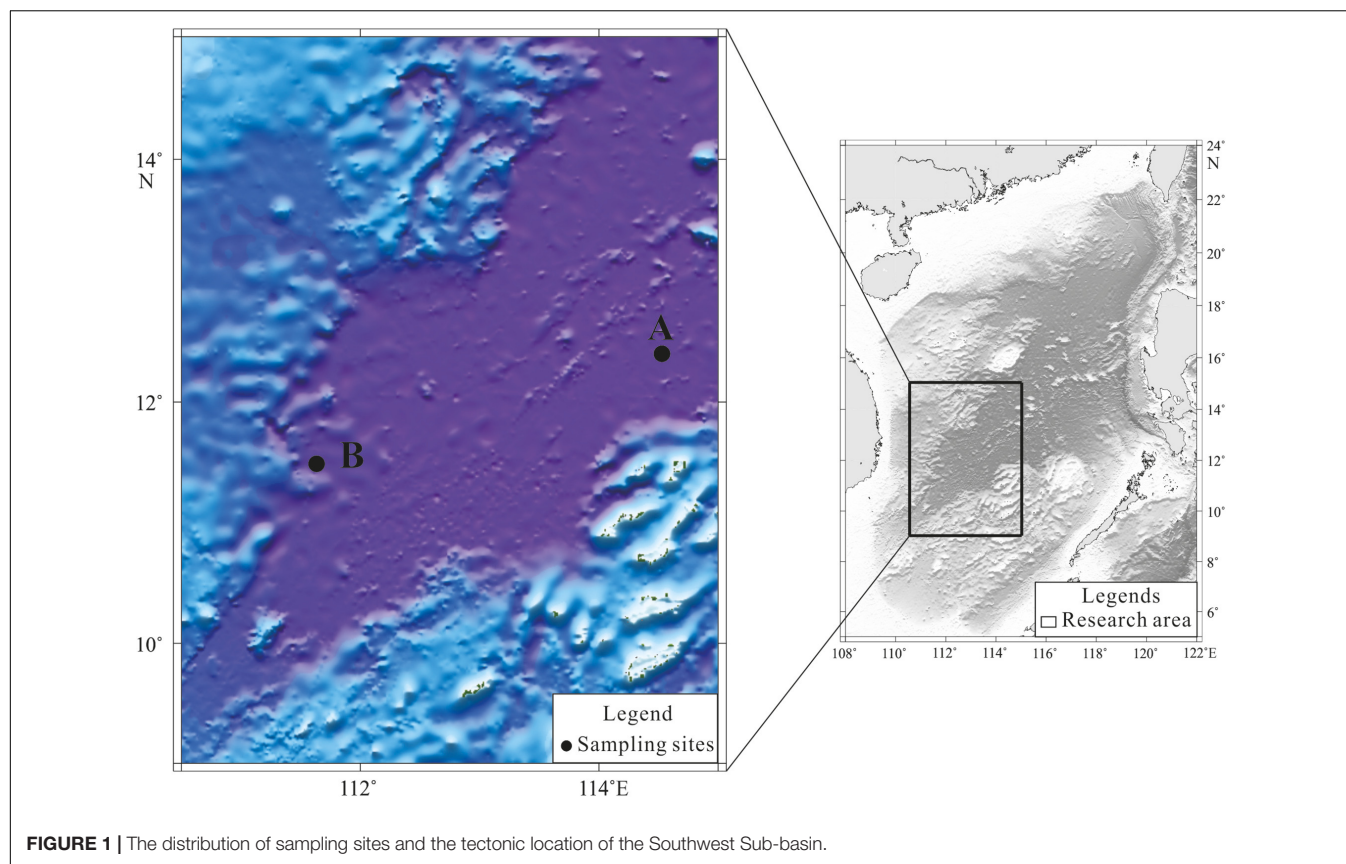 14°
N
12°
10°
A
B
Legend
● Sampling sites
112°
114°E
24°
N
22°
20°
18°
16°
14°
12°
10°
8°
6°
Legends
Research area
108° 110° 112° 114° 116° 118° 120° 122°E
FIGURE 1 | The distribution of sampling sites and the tectonic location of the Southwest Sub-basin.